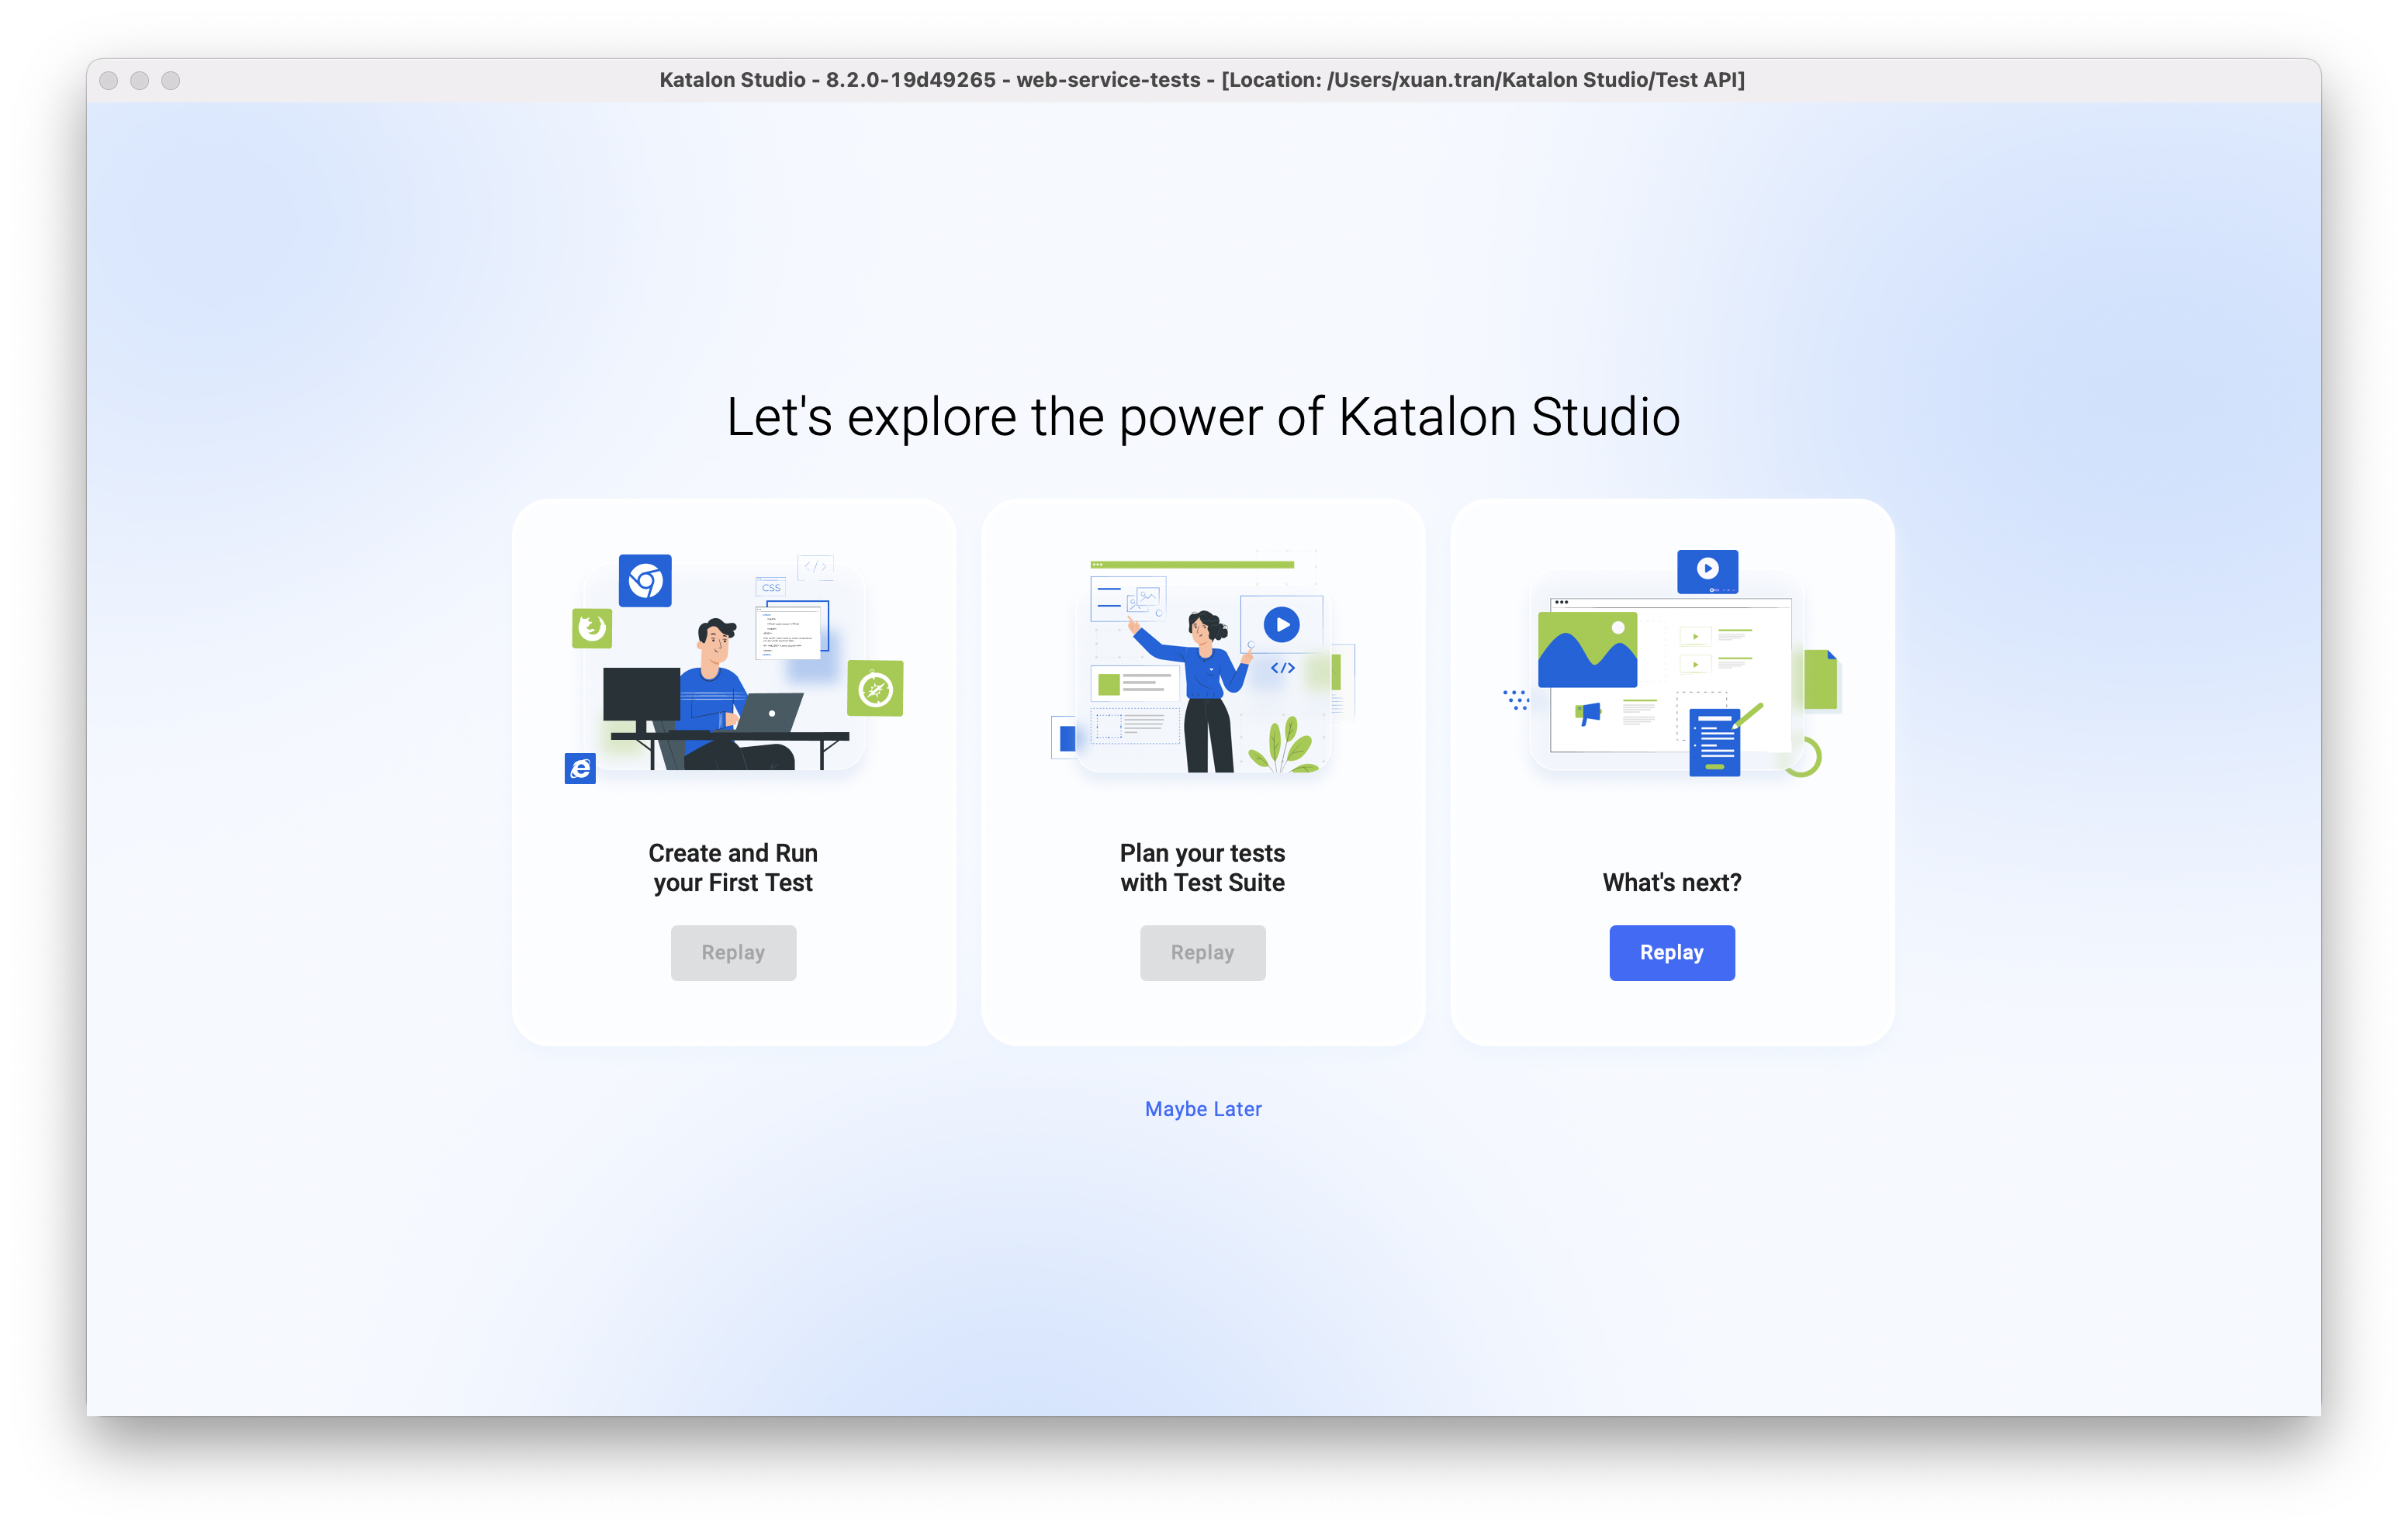 Katalon Studio - 8.2.0-19d49265 - web-service-tests - [Location: /Users/xuan.tran/Katalon Studio/Test API]
Let's explore the power of Katalon Studio
</>
CSS
</>
Create and Run
your First Test
Replay
Plan your tests
with Test Suite
Replay
What's next?
Replay
Maybe Later